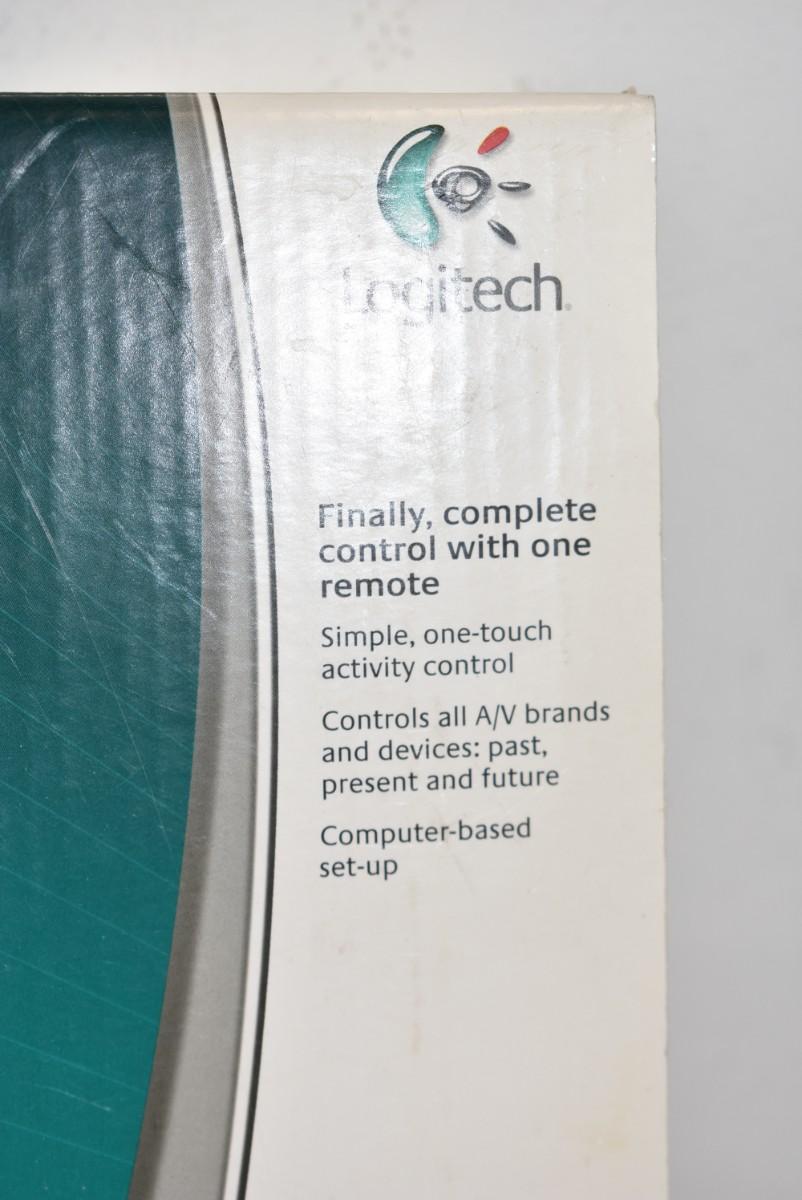 Logitech.
Finally, complete
control with one
remote
Simple, one-touch
activity control
Controls all A/V brands
and devices: past,
present and future
Computer-based
set-up